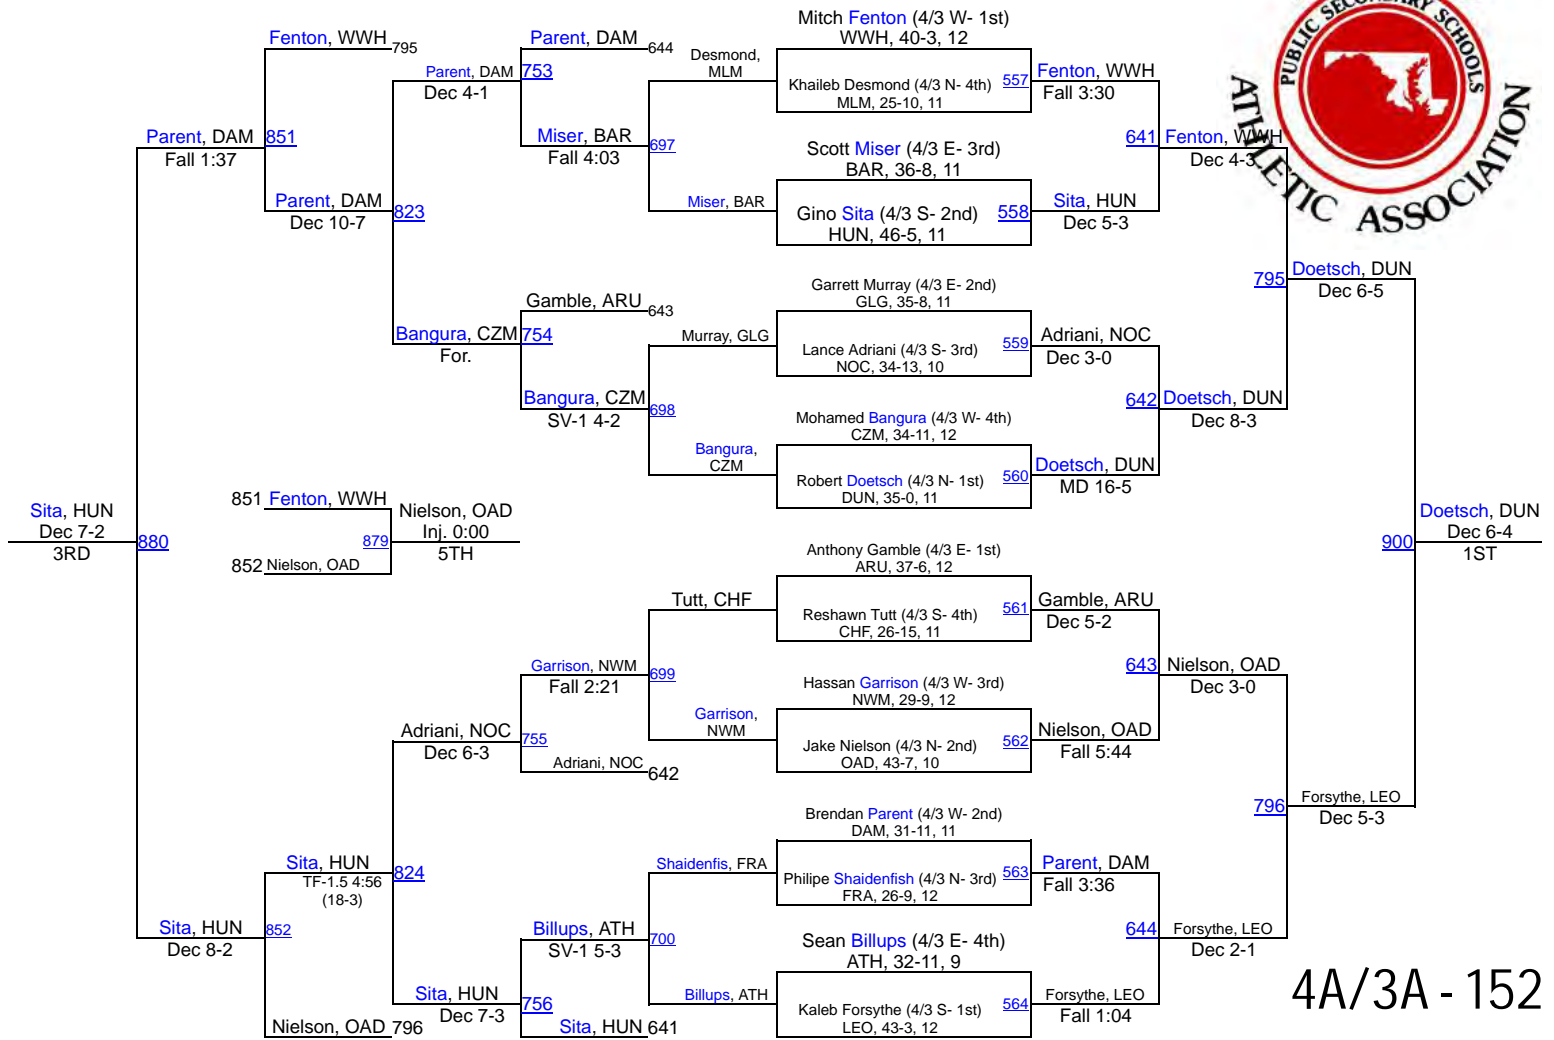 PUBLIC SECONDARY SCHOOLS
ATHLETIC ASSOCIATION
Fenton, WWH 795
Parent, DAM 851
Fall 1:37
Parent, DAM 823
Dec 10-7
Parent, DAM 753
Dec 4-1
Parent, DAM 644
Miser, BAR 697
Fall 4:03
Desmond,
MLM
Miser, BAR
Bangura, CZM 754
For.
Gamble, ARU 643
Bangura, CZM 698
SV-1 4-2
Murray, GLG
Bangura,
CZM
Sita, HUN
Dec 7-2
880
3RD
851 Fenton, WWH
852 Nielson, OAD
Nielson, OAD
Inj. 0:00
879
5TH
Tutt, CHF
Garrison, NWM 699
Fall 2:21
Garrison,
NWM
Adriani, NOC 755
Dec 6-3
Adriani, NOC 642
Sita, HUN 824
TF-1.5 4:56
(18-3)
Shaidenfis, FRA
Sita, HUN 852
Dec 8-2
Billups, ATH 700
SV-1 5-3
Billups, ATH
Sita, HUN 756
Dec 7-3
Nielson, OAD 796
Sita, HUN 641
Mitch Fenton (4/3 W- 1st)
WWH, 40-3, 12
Khaileb Desmond (4/3 N- 4th) 557
MLM, 25-10, 11
Scott Miser (4/3 E- 3rd)
BAR, 36-8, 11
Gino Sita (4/3 S- 2nd) 558
HUN, 46-5, 11
Garrett Murray (4/3 E- 2nd)
GLG, 35-8, 11
Lance Adriani (4/3 S- 3rd) 559
NOC, 34-13, 10
Mohamed Bangura (4/3 W- 4th)
CZM, 34-11, 12
Robert Doetsch (4/3 N- 1st) 560
DUN, 35-0, 11
Anthony Gamble (4/3 E- 1st)
ARU, 37-6, 12
Reshawn Tutt (4/3 S- 4th) 561
CHF, 26-15, 11
Hassan Garrison (4/3 W- 3rd)
NWM, 29-9, 12
Jake Nielson (4/3 N- 2nd) 562
OAD, 43-7, 10
Brendan Parent (4/3 W- 2nd)
DAM, 31-11, 11
Philipe Shaidenfish (4/3 N- 3rd) 563
FRA, 26-9, 12
Sean Billups (4/3 E- 4th)
ATH, 32-11, 9
Kaleb Forsythe (4/3 S- 1st) 564
LEO, 43-3, 12
Fenton, WWH
Fall 3:30
641 Fenton, WWH
Dec 4-3
Sita, HUN
Dec 5-3
795 Doetsch, DUN
Dec 6-5
Adriani, NOC
Dec 3-0
642 Doetsch, DUN
Dec 8-3
Doetsch, DUN
MD 16-5
Doetsch, DUN
Dec 6-4
900
1ST
Gamble, ARU
Dec 5-2
643 Nielson, OAD
Dec 3-0
Nielson, OAD
Fall 5:44
796 Forsythe, LEO
Dec 5-3
Parent, DAM
Fall 3:36
644 Forsythe, LEO
Dec 2-1
Forsythe, LEO
Fall 1:04
4A/3A - 152